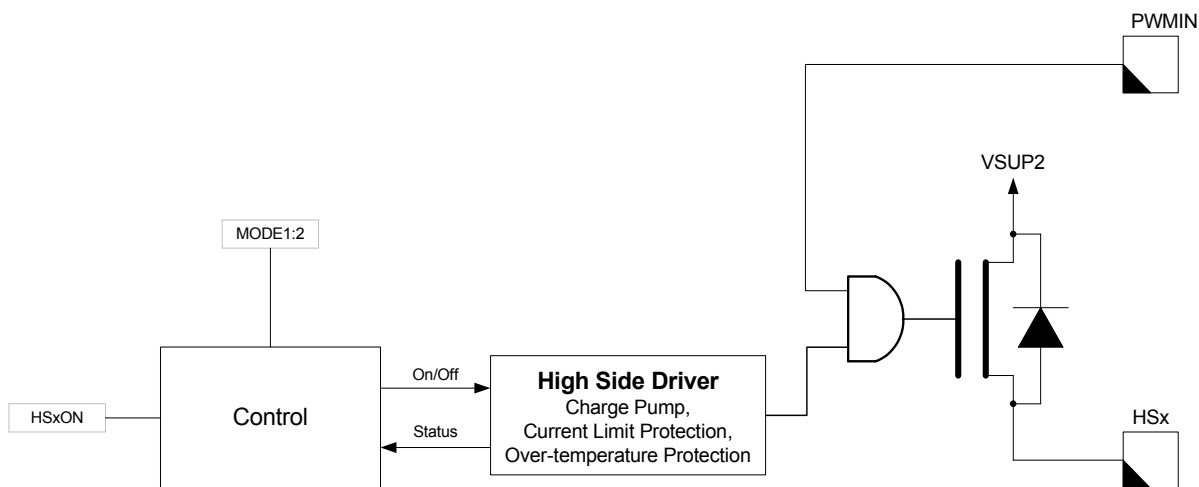 PWMIN
VSUP2
MODE1:2
On/Off
High Side Driver
Charge Pump,
Current Limit Protection,
Over-temperature Protection
HSxON
Control
Status
HSx